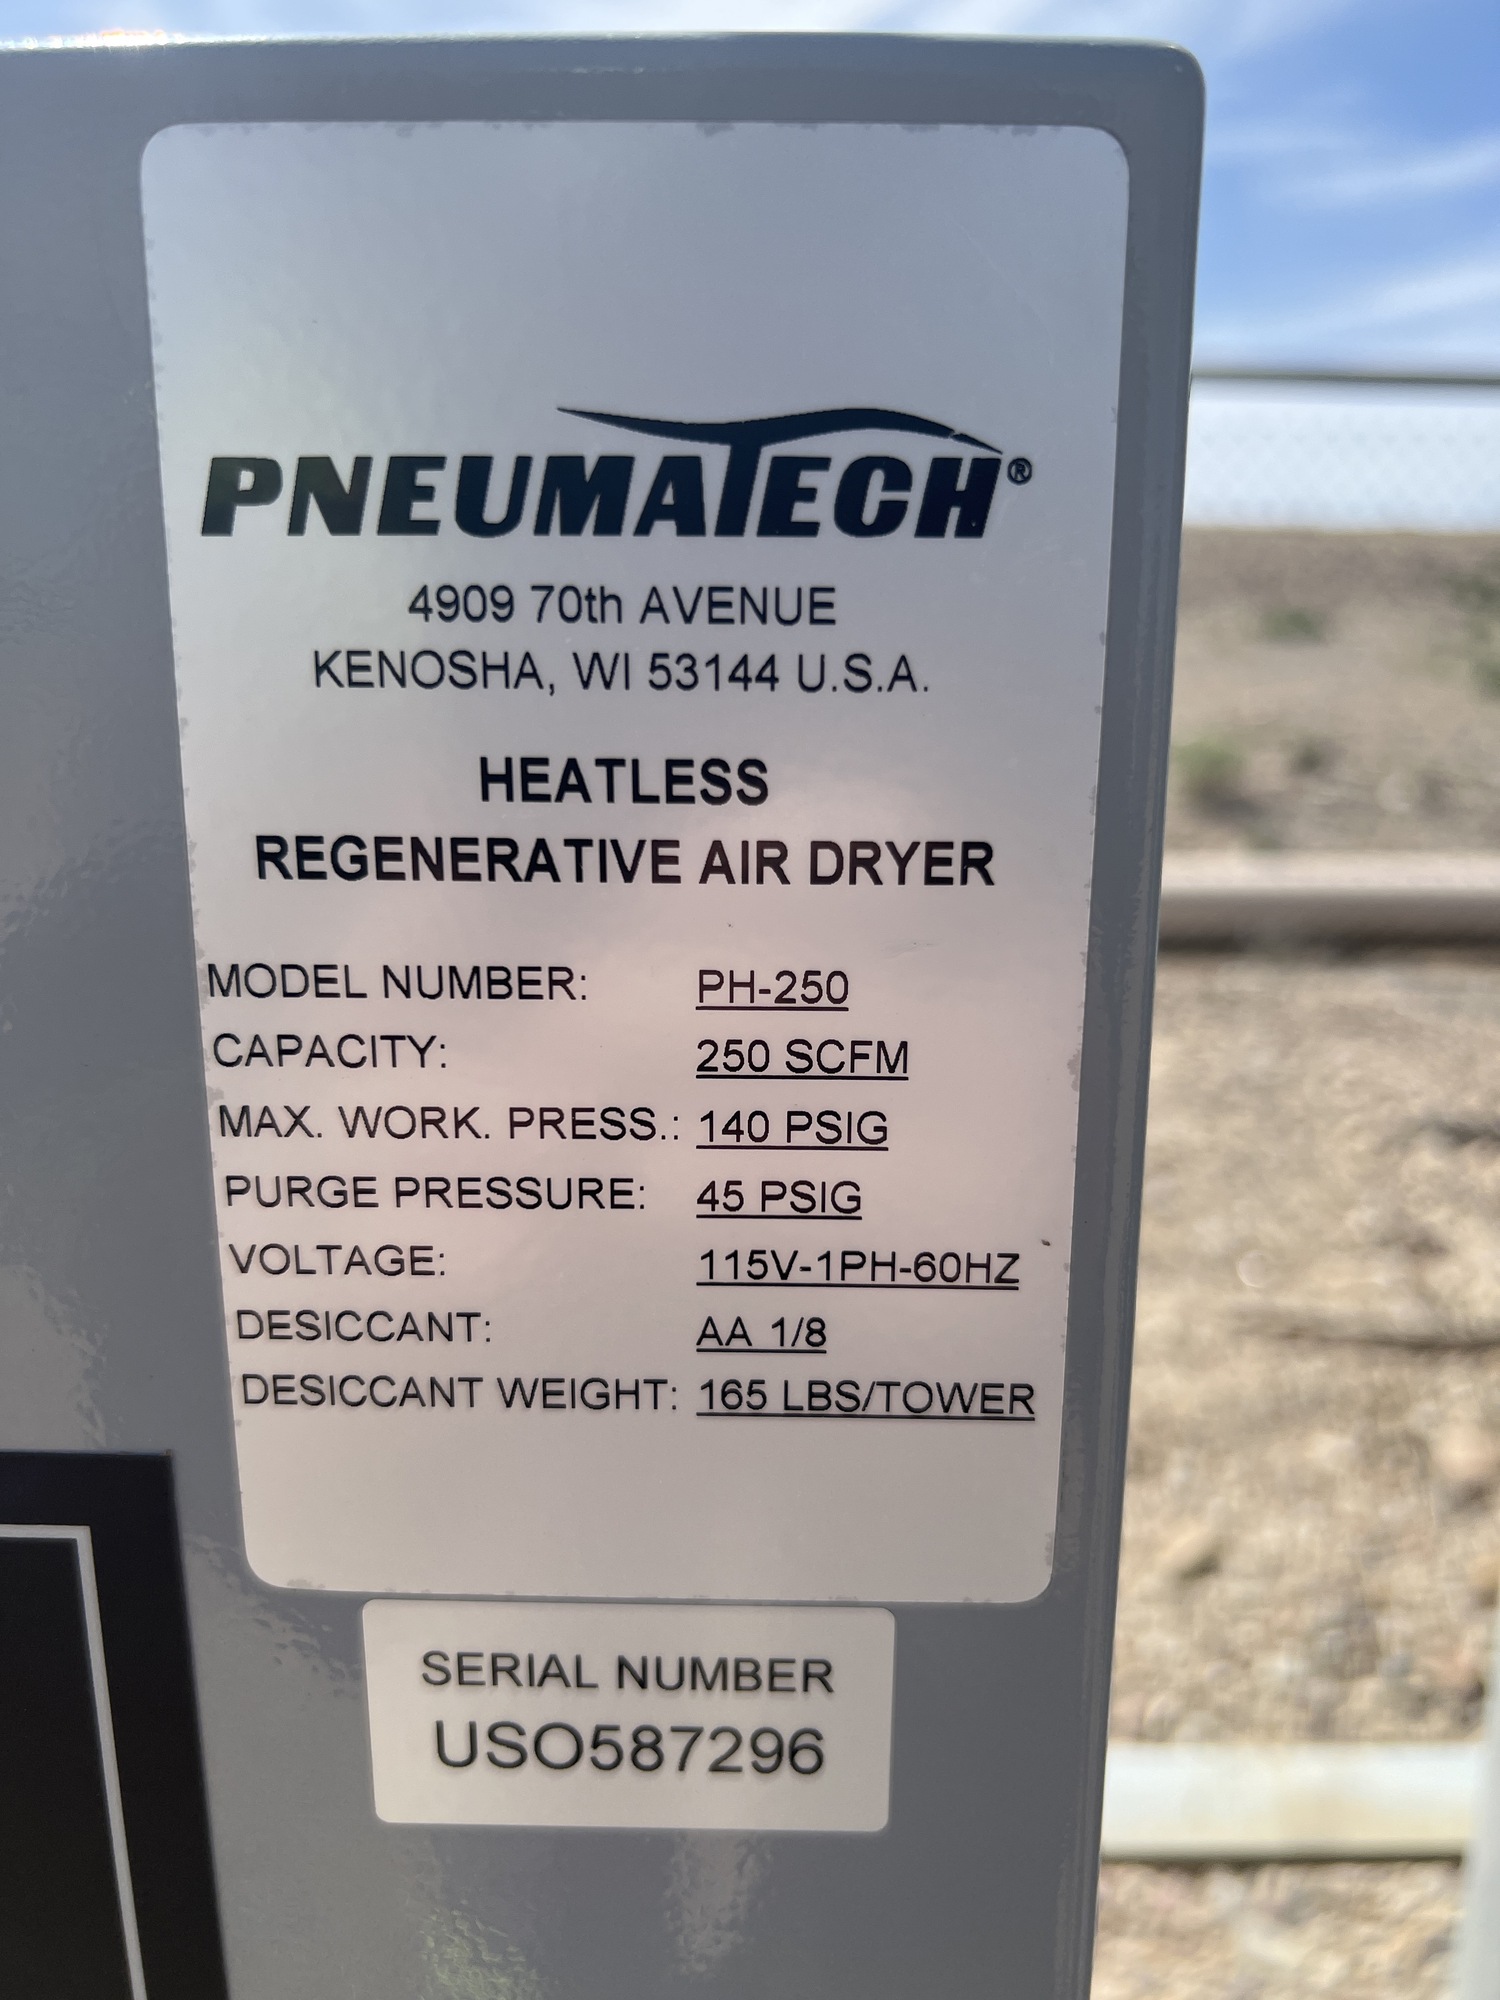 PNEUMATECH®
4909 70th AVENUE
KENOSHA, WI 53144 U.S.A.
HEATLESS
REGENERATIVE AIR DRYER
MODEL NUMBER: PH-250
CAPACITY: 250 SCFM
MAX. WORK. PRESS.: 140 PSIG
PURGE PRESSURE: 45 PSIG
VOLTAGE: 115V-1PH-60HZ
DESICCANT: AA 1/8
DESICCANT WEIGHT: 165 LBS/TOWER
SERIAL NUMBER
USO587296